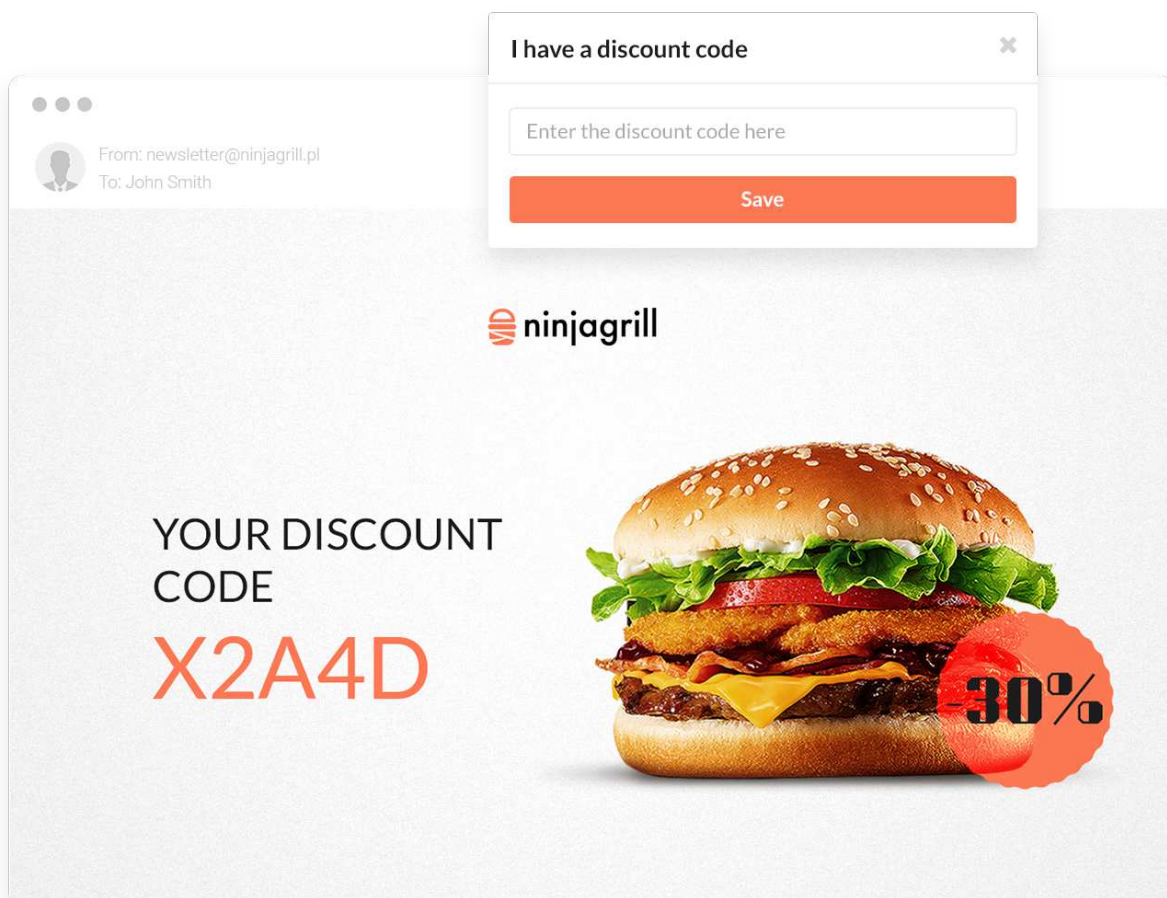 I have a discount code
Enter the discount code here
Save
From: newsletter@ninjagrill.pl
To: John Smith
ninjagrill
YOUR DISCOUNT
CODE
X2A4D
-30%